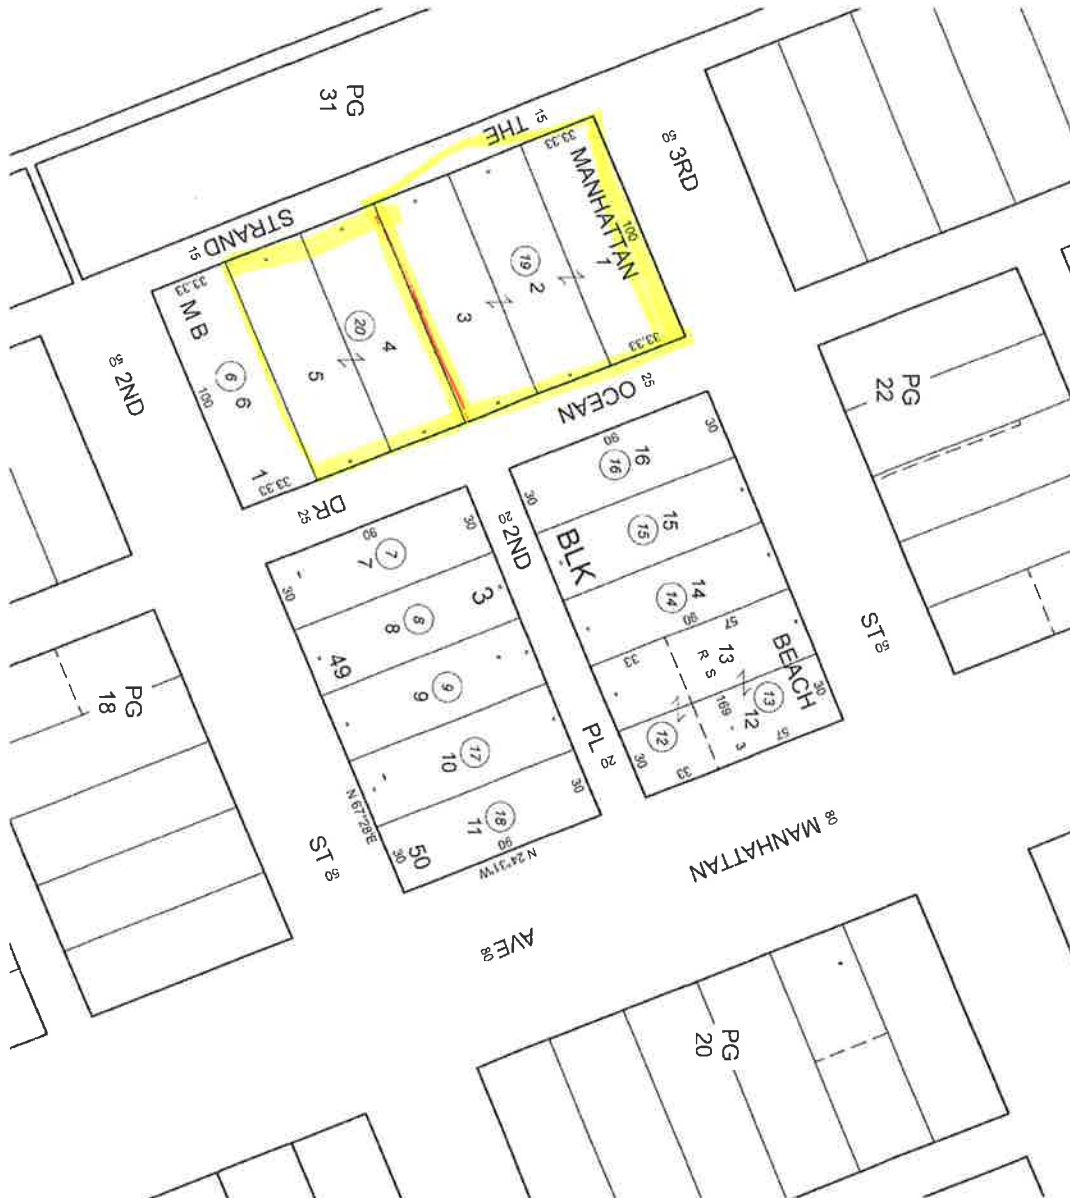 PG
31
THE 15
STRAND 15
33.33
MANHATTAN
100
1
33.33
19
2
3
20
4
5
33.33
M B
6
6
100
1
33.33
50 3RD
ST 50
50 2ND
ST 50
OCEAN 25
DR 25
PG
22
30
90
16
16
30
15
15
BLK
14
14
90
57
13
R S
33
BEACH
30
13
12
169
3
57
12
30
33
20 2ND
PL 20
30
90
7
7
30
3
8
8
49
9
9
17
10
30
18
11
90
50
30
N 67°28'E
N 24°31'W
80 MANHATTAN
AVE 80
PG
18
PG
20